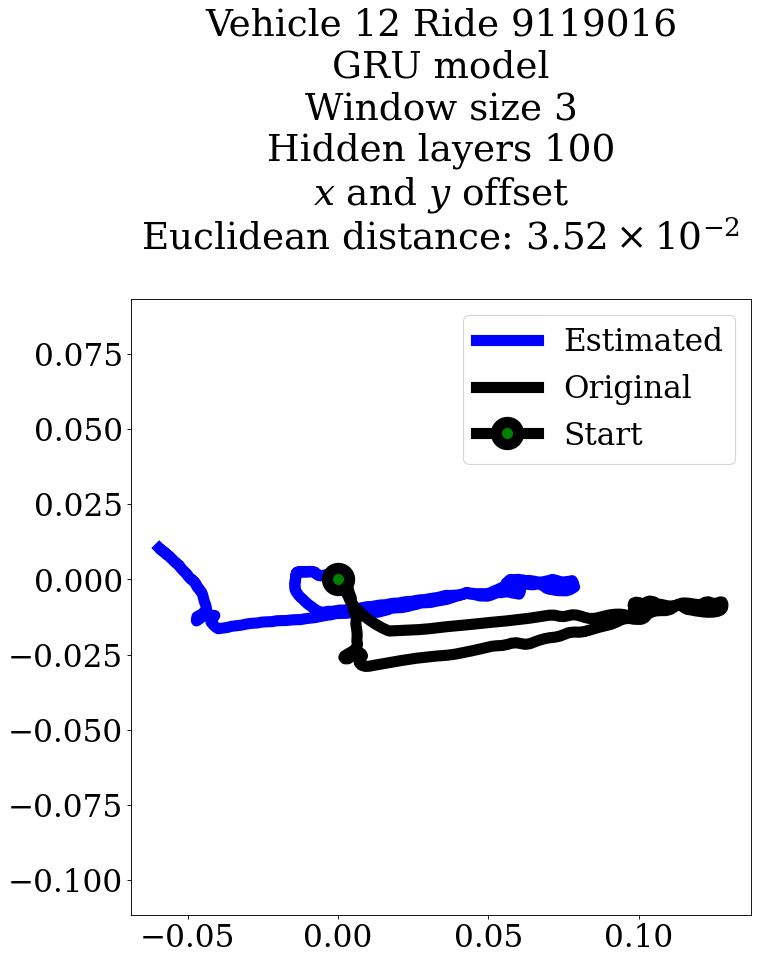 Vehicle 12 Ride 9119016
GRU model
Window size 3
Hidden layers 100
x and y offset
Euclidean distance: 3.52 × 10⁻²
Estimated
Original
Start
0.075
0.050
0.025
0.000
−0.025
−0.050
−0.075
−0.100
−0.05 0.00 0.05 0.10